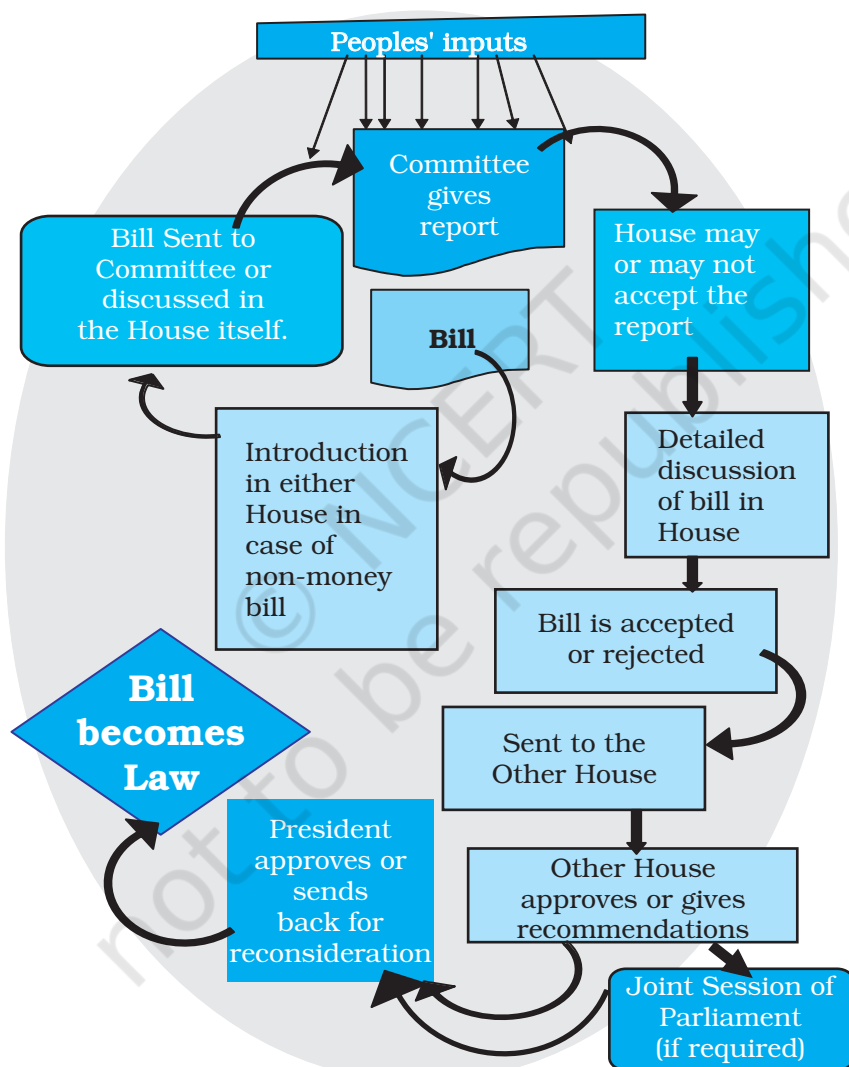 Peoples' inputs
Committee
gives
report
Bill Sent to
Committee or
discussed in
the House itself.
House may
or may not
accept the
report
Bill
Introduction
in either
House in
case of
non-money
bill
Detailed
discussion
of bill in
House
Bill is accepted
or rejected
Sent to the
Other House
Other House
approves or gives
recommendations
Joint Session of
Parliament
(if required)
President
approves or
sends
back for
reconsideration
Bill
becomes
Law
© NCERT
not to be republishe